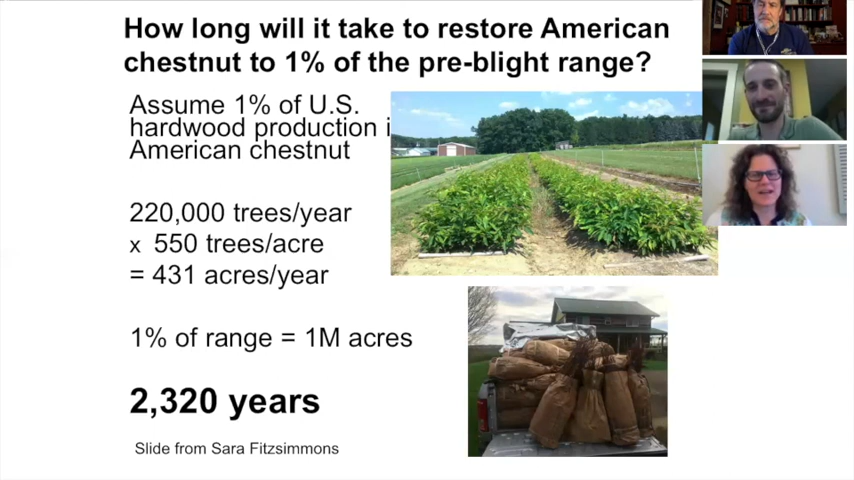 How long will it take to restore American
chestnut to 1% of the pre-blight range?
Assume 1% of U.S.
hardwood production i
American chestnut
220,000 trees/year
x 550 trees/acre
= 431 acres/year
1% of range = 1M acres
2,320 years
Slide from Sara Fitzsimmons